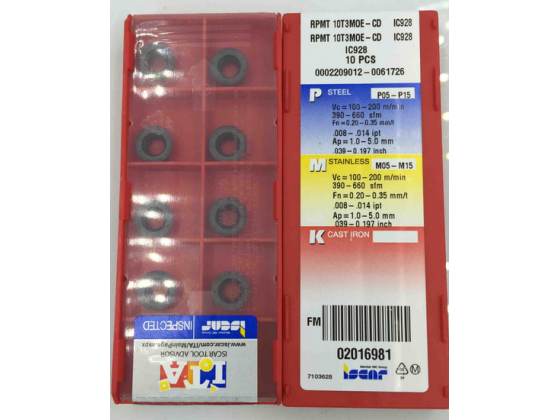 RPMT 10T3MOE-CD IC928
RPMT 10T3MOE-CD IC928
IC928
10 PCS
0002209012-0061726
P STEEL P05-P15
Vc=100-200 m/min
390-660 sfm
Fn=0.20-0.35 mm/t
.008-.014 ipt
Ap=1.0-5.0 mm
.039-0.197 inch
M STAINLESS M05-M15
Vc=100-200 m/min
390-660 sfm
Fn=0.20-0.35 mm/t
.008-.014 ipt
Ap=1.0-5.0 mm
.039-0.197 inch
K CAST IRON
FM
02016981
7103628
iscar
iscar INSPECTED
www.iscar.com/ITA/MainPage.aspx
ISCAR TOOL ADVISOR
ITA